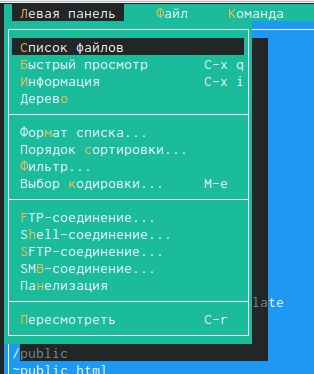 Левая панель Файл Команда
Список файлов
Быстрый просмотр C-x q
Информация C-x i
Дерево
Формат списка...
Порядок сортировки...
Фильтр...
Выбор кодировки... M-e
FTP-соединение...
Shell-соединение...
SFTP-соединение...
SMB-соединение...
Панелизация
late
Пересмотреть C-r
/public
~public_html